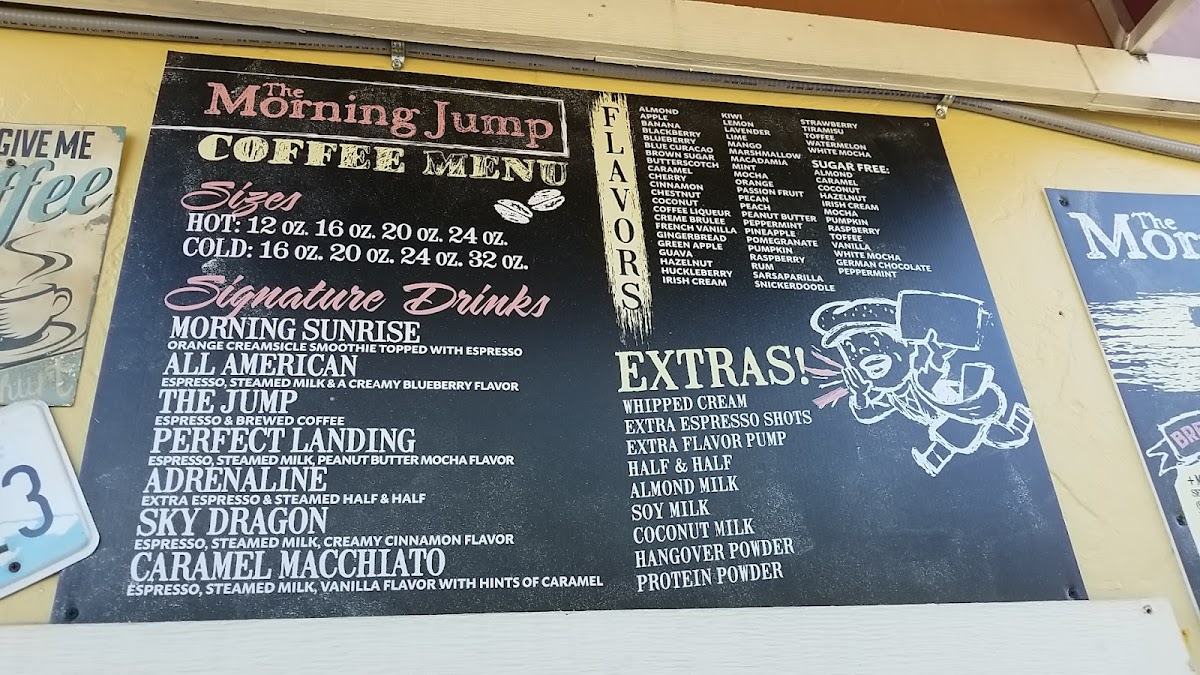 GIVE ME
ffee
3
The
Morning Jump
COFFEE MENU
Sizes
HOT: 12 oz. 16 oz. 20 oz. 24 oz.
COLD: 16 oz. 20 oz. 24 oz. 32 oz.
Signature Drinks
MORNING SUNRISE
ORANGE CREAMSICLE SMOOTHIE TOPPED WITH ESPRESSO
ALL AMERICAN
ESPRESSO, STEAMED MILK & A CREAMY BLUEBERRY FLAVOR
THE JUMP
ESPRESSO & BREWED COFFEE
PERFECT LANDING
ESPRESSO, STEAMED MILK, PEANUT BUTTER MOCHA FLAVOR
ADRENALINE
EXTRA ESPRESSO & STEAMED HALF & HALF
SKY DRAGON
ESPRESSO, STEAMED MILK, CREAMY CINNAMON FLAVOR
CARAMEL MACCHIATO
ESPRESSO, STEAMED MILK, VANILLA FLAVOR WITH HINTS OF CARAMEL
FLAVORS
ALMOND
APPLE
BANANA
BLACKBERRY
BLUEBERRY
BLUE CURACAO
BROWN SUGAR
BUTTERSCOTCH
CARAMEL
CHERRY
CINNAMON
CHESTNUT
COCONUT
COFFEE LIQUEUR
CREME BRULEE
FRENCH VANILLA
GINGERBREAD
GREEN APPLE
GUAVA
HAZELNUT
HUCKLEBERRY
IRISH CREAM
KIWI
LEMON
LAVENDER
LIME
MANGO
MARSHMALLOW
MACADAMIA
MINT
MOCHA
ORANGE
PASSION FRUIT
PECAN
PEACH
PEANUT BUTTER
PEPPERMINT
PINEAPPLE
POMEGRANATE
PUMPKIN
RASPBERRY
RUM
SARSAPARILLA
SNICKERDOODLE
STRAWBERRY
TIRAMISU
TOFFEE
WATERMELON
WHITE MOCHA
SUGAR FREE:
ALMOND
CARAMEL
COCONUT
HAZELNUT
IRISH CREAM
MOCHA
PUMPKIN
RASPBERRY
TOFFEE
VANILLA
WHITE MOCHA
GERMAN CHOCOLATE
PEPPERMINT
EXTRAS!
WHIPPED CREAM
EXTRA ESPRESSO SHOTS
EXTRA FLAVOR PUMP
HALF & HALF
ALMOND MILK
SOY MILK
COCONUT MILK
HANGOVER POWDER
PROTEIN POWDER
The
Mor